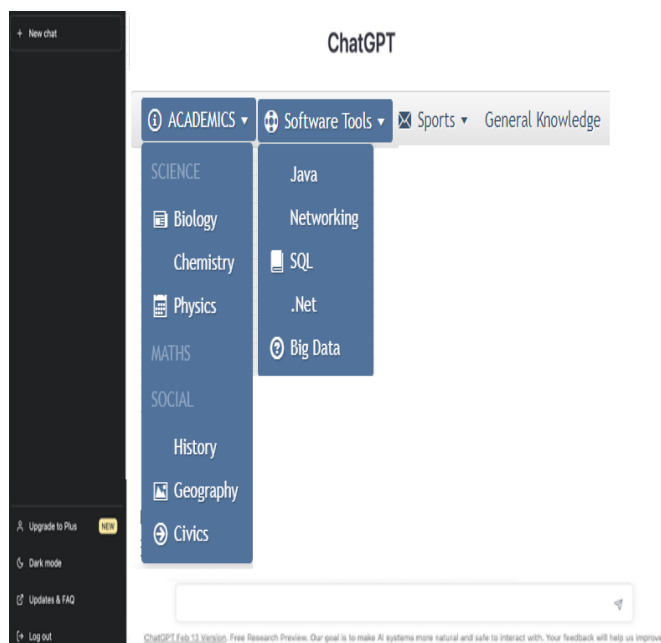 + New chat
ChatGPT
ACADEMICS
Software Tools
Sports
General Knowledge
SCIENCE
Biology
Chemistry
Physics
MATHS
SOCIAL
History
Geography
Civics
Java
Networking
SQL
.Net
Big Data
Upgrade to Plus NEW
Dark mode
Updates & FAQ
Log out
ChatGPT Feb 13 Version. Free Research Preview. Our goal is to make AI systems more natural and safe to interact with. Your feedback will help us improve